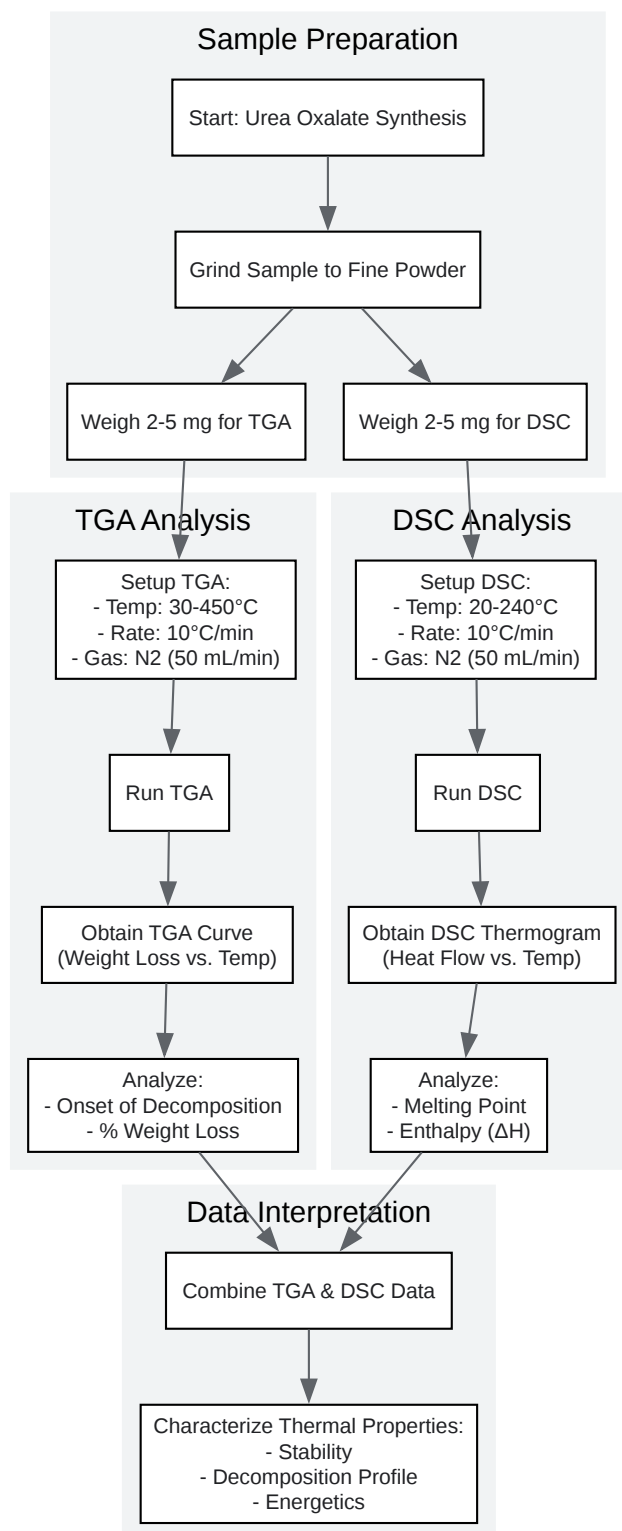 Sample Preparation
Start: Urea Oxalate Synthesis
Grind Sample to Fine Powder
Weigh 2-5 mg for TGA
Weigh 2-5 mg for DSC
TGA Analysis
Setup TGA:
- Temp: 30-450°C
- Rate: 10°C/min
- Gas: N2 (50 mL/min)
Run TGA
Obtain TGA Curve
(Weight Loss vs. Temp)
Analyze:
- Onset of Decomposition
- % Weight Loss
DSC Analysis
Setup DSC:
- Temp: 20-240°C
- Rate: 10°C/min
- Gas: N2 (50 mL/min)
Run DSC
Obtain DSC Thermogram
(Heat Flow vs. Temp)
Analyze:
- Melting Point
- Enthalpy (ΔH)
Data Interpretation
Combine TGA & DSC Data
Characterize Thermal Properties:
- Stability
- Decomposition Profile
- Energetics